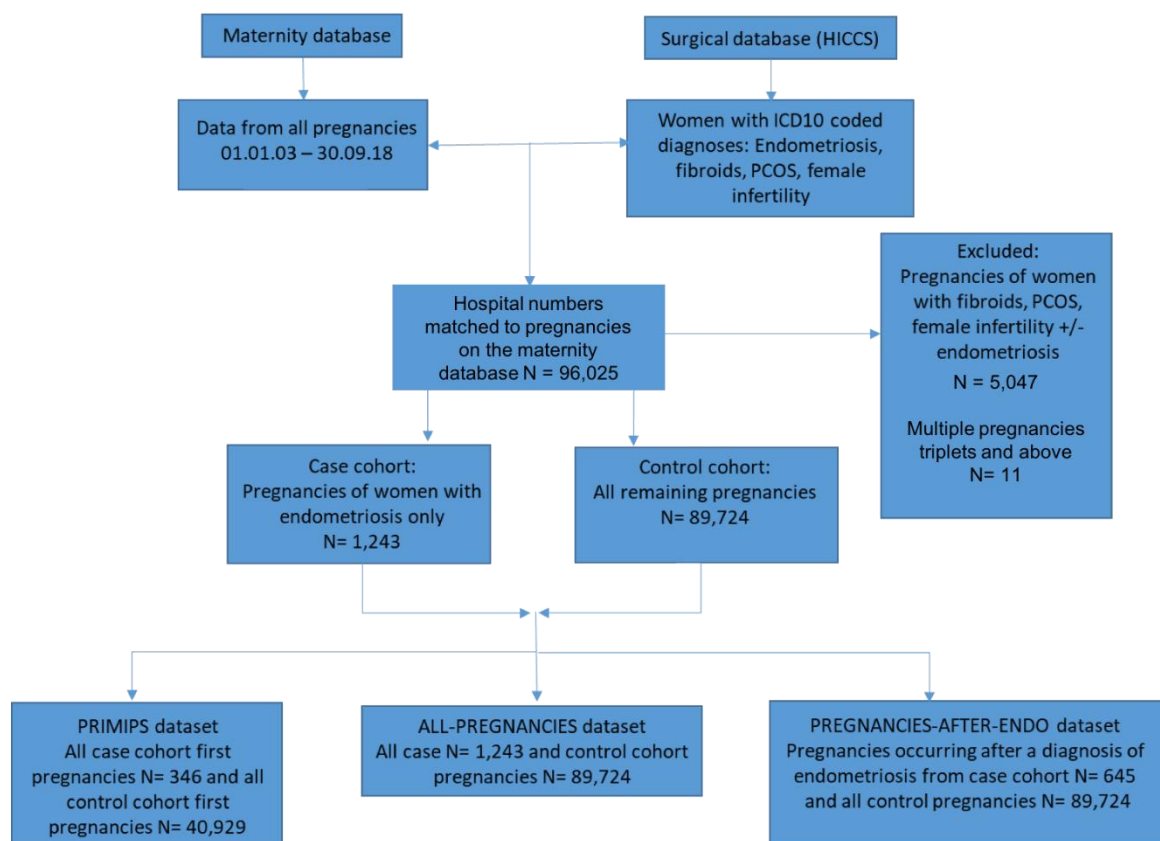 Maternity database
Surgical database (HICCS)
Data from all pregnancies
01.01.03 – 30.09.18
Women with ICD10 coded
diagnoses: Endometriosis,
fibroids, PCOS, female
infertility
Excluded:
Pregnancies of women
with fibroids, PCOS,
female infertility +/-
endometriosis
N = 5,047
Multiple pregnancies
triplets and above
N= 11
Hospital numbers
matched to pregnancies
on the maternity
database N = 96,025
Case cohort:
Pregnancies of women with
endometriosis only
N= 1,243
Control cohort:
All remaining pregnancies
N= 89,724
PRIMIPS dataset
All case cohort first
pregnancies N= 346 and all
control cohort first
pregnancies N= 40,929
ALL-PREGNANCIES dataset
All case N= 1,243 and control cohort
pregnancies N= 89,724
PREGNANCIES-AFTER-ENDO dataset
Pregnancies occurring after a diagnosis of
endometriosis from case cohort N= 645
and all control pregnancies N= 89,724